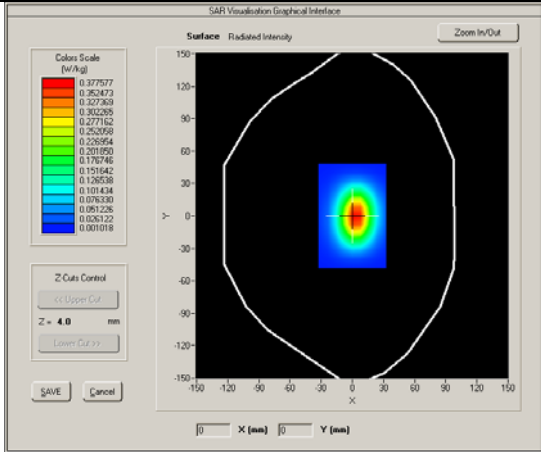 SAR Visualisation Graphical Interface
Surface Radiated Intensity
Zoom In/Out
Colors Scale
(W/kg)
0.377577
0.352473
0.327369
0.302265
0.277162
0.252058
0.226954
0.201850
0.176746
0.151642
0.126538
0.101434
0.076330
0.051226
0.026122
0.001018
150-
120-
90-
60-
30-
Y
0-
-30-
-60-
-90-
-120-
-150-
-150 -120 -90 -60 -30 0 30 60 90 120 150
X
Z Cuts Control
<< Upper Cut
Z = 4.0 mm
Lower Cut >>
SAVE Cancel
0 X (mm) 0 Y (mm)